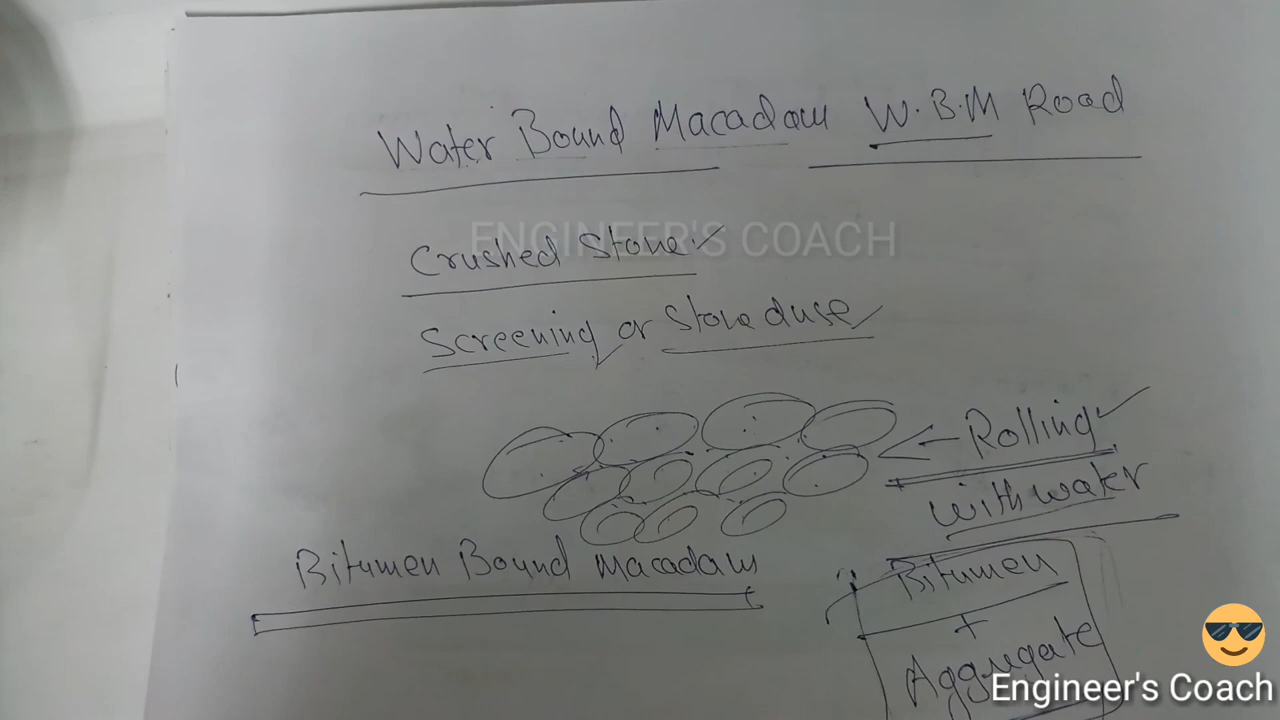 Water Bound Macadam W.B.M Road
ENGINEER'S COACH
Crushed Stone
Screening or Stone duse
Rolling
with water
Bitumen Bound Macadam
Bitumen
+
Aggregate
Engineer's Coach